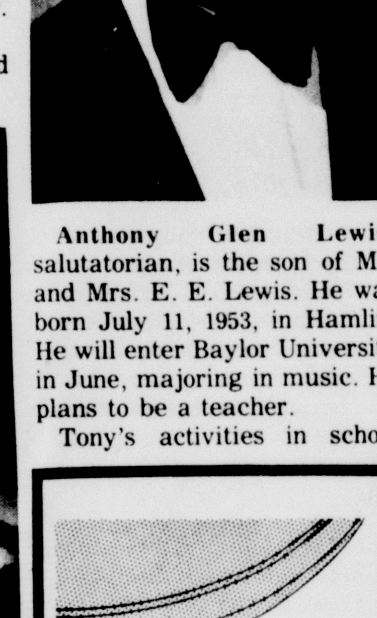 Anthony Glen Lewi
salutatorian, is the son of M
and Mrs. E. E. Lewis. He wa
born July 11, 1953, in Hamli
He will enter Baylor Universi
in June, majoring in music. H
plans to be a teacher.
Tony's activities in scho